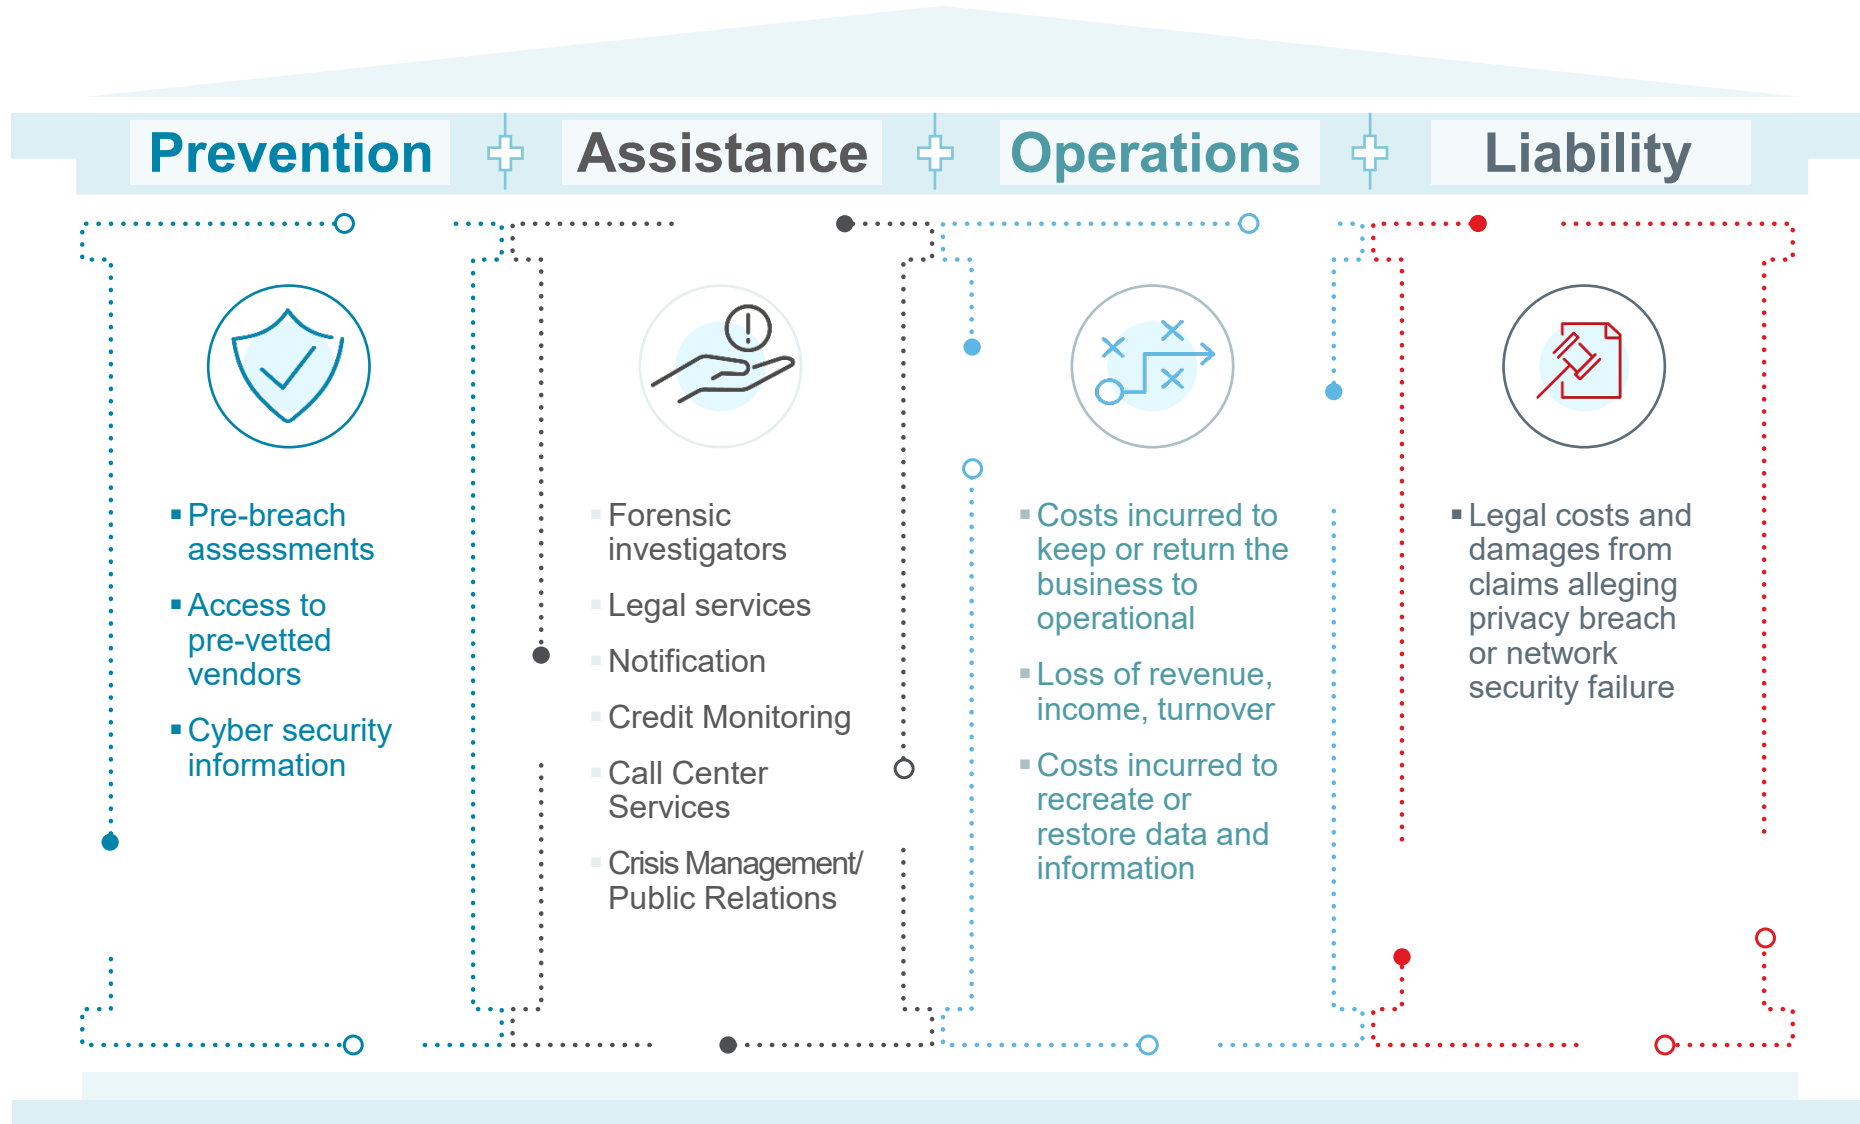 Prevention
Assistance
Operations
Liability
▪ Pre-breach
assessments
▪ Access to
pre-vetted
vendors
▪ Cyber security
information
▪ Forensic
investigators
▪ Legal services
▪ Notification
▪ Credit Monitoring
▪ Call Center
Services
▪ Crisis Management/
Public Relations
▪ Costs incurred to
keep or return the
business to
operational
▪ Loss of revenue,
income, turnover
▪ Costs incurred to
recreate or
restore data and
information
▪ Legal costs and
damages from
claims alleging
privacy breach
or network
security failure